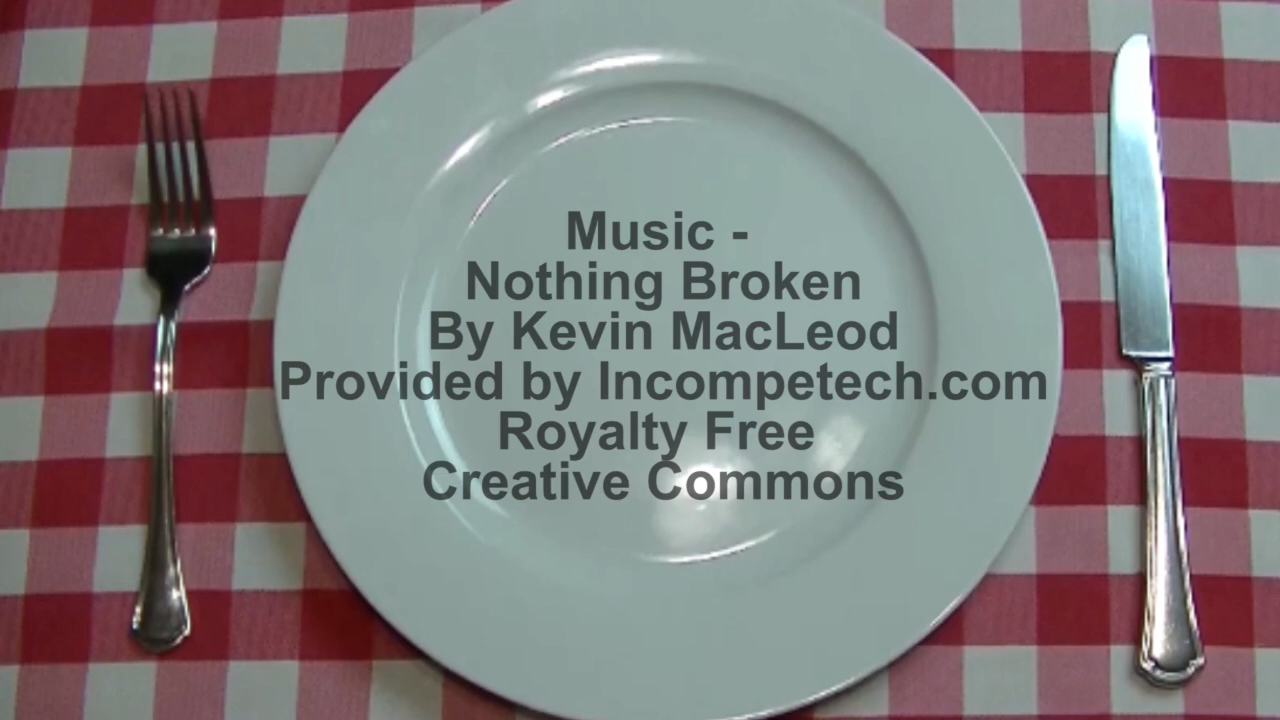 Music -
Nothing Broken
By Kevin MacLeod
Provided by Incompetech.com
Royalty Free
Creative Commons